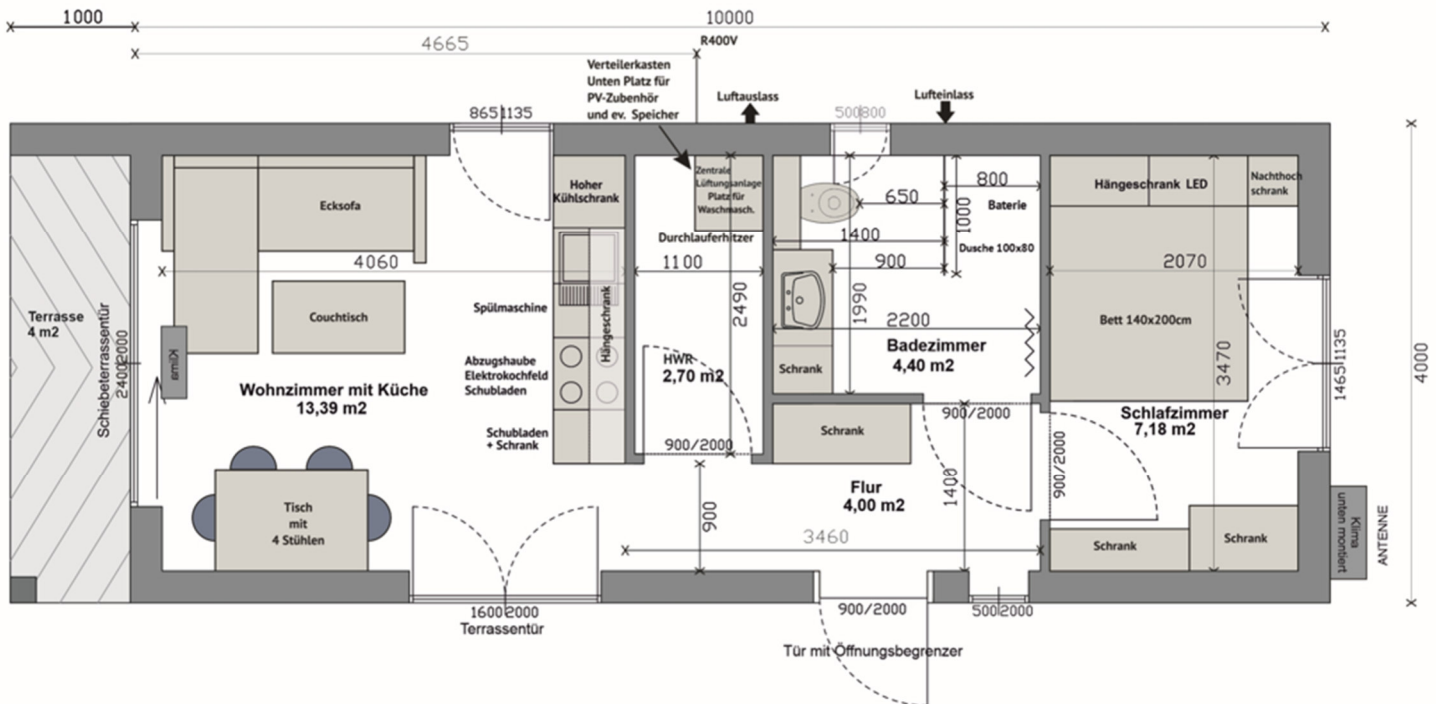 1000
10000
4665
R400V
Verteilerkasten
Unten Platz für
PV-Zubenhör
und ev. Speicher
Luftauslass
Lufteinlass
865 1135
500 800
Ecksofa
Hoher
Kühlschrank
Zentrale
Lüftungsanlage
Platz für
Waschmasch.
Durchlauferhitzer
650
800
1000
Baterie
Hängeschrank LED
Nachthoch
schrank
4060
1100
1400
900
Dusche 100x80
2070
Terrasse
4 m2
Schiebeterrassentür
2400 2000
Klima
Couchtisch
Spülmaschine
Hängeschrank
2490
1990
2200
Bett 140x200cm
Abzugshaube
Elektrokochfeld
Schubladen
HWR
2,70 m2
Badezimmer
4,40 m2
Schrank
3470
1465 1135
4000
Wohnzimmer mit Küche
13,39 m2
Schubladen
+ Schrank
900/2000
Schrank
900/2000
Schlafzimmer
7,18 m2
900/2000
Tisch
mit
4 Stühlen
900
Flur
4,00 m2
1400
3460
Schrank
Schrank
Klima
unten montiert
ANTENNE
1600 2000
Terrassentür
900/2000
500 2000
Tür mit Öffnungsbegrenzer